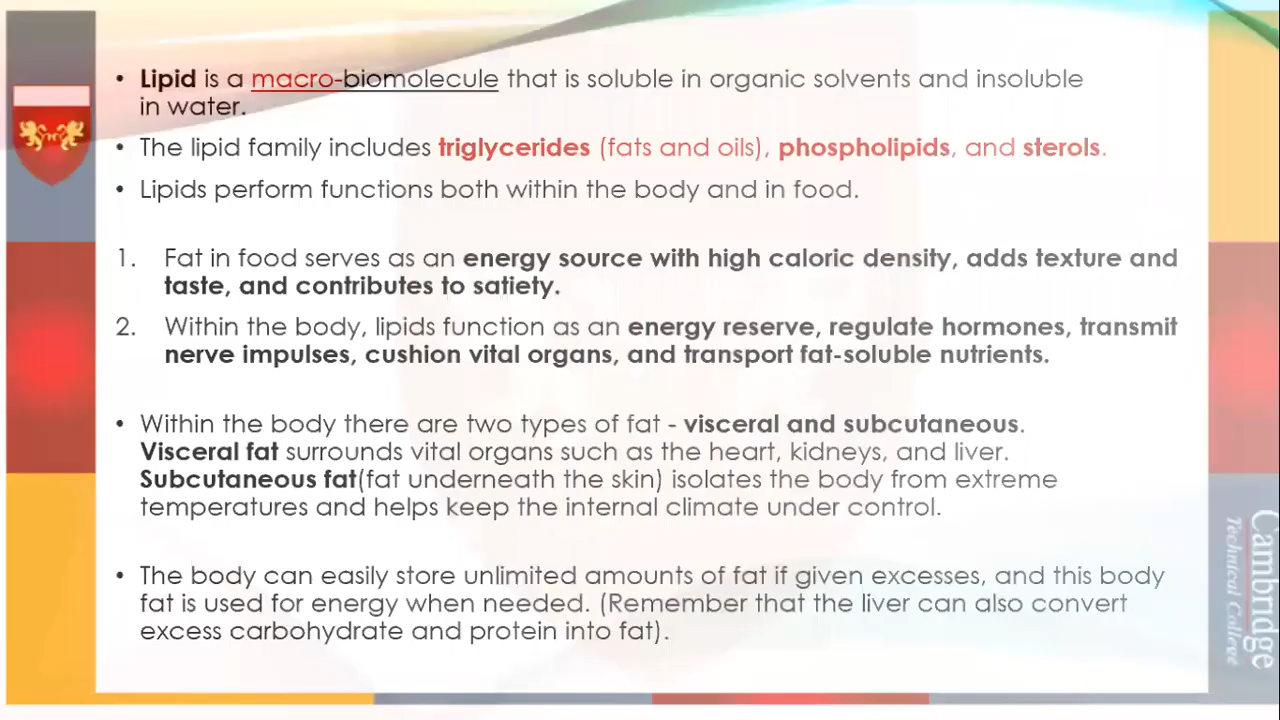 • Lipid is a macro-biomolecule that is soluble in organic solvents and insoluble
in water.
• The lipid family includes triglycerides (fats and oils), phospholipids, and sterols.
• Lipids perform functions both within the body and in food.
1. Fat in food serves as an energy source with high caloric density, adds texture and
taste, and contributes to satiety.
2. Within the body, lipids function as an energy reserve, regulate hormones, transmit
nerve impulses, cushion vital organs, and transport fat-soluble nutrients.
• Within the body there are two types of fat - visceral and subcutaneous.
Visceral fat surrounds vital organs such as the heart, kidneys, and liver.
Subcutaneous fat(fat underneath the skin) isolates the body from extreme
temperatures and helps keep the internal climate under control.
• The body can easily store unlimited amounts of fat if given excesses, and this body
fat is used for energy when needed. (Remember that the liver can also convert
excess carbohydrate and protein into fat).
Cambridge
Technical College